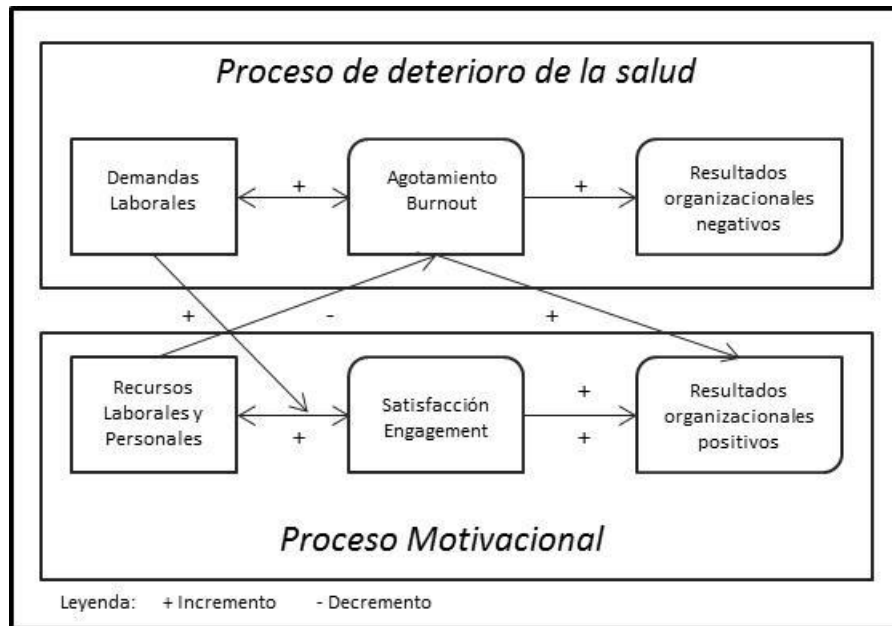 Proceso de deterioro de la salud
Demandas
Laborales
+
Agotamiento
Burnout
+
Resultados
organizacionales
negativos
+
-
+
Recursos
Laborales y
Personales
+
Satisfacción
Engagement
+
+
Resultados
organizacionales
positivos
Proceso Motivacional
Leyenda: + Incremento - Decremento